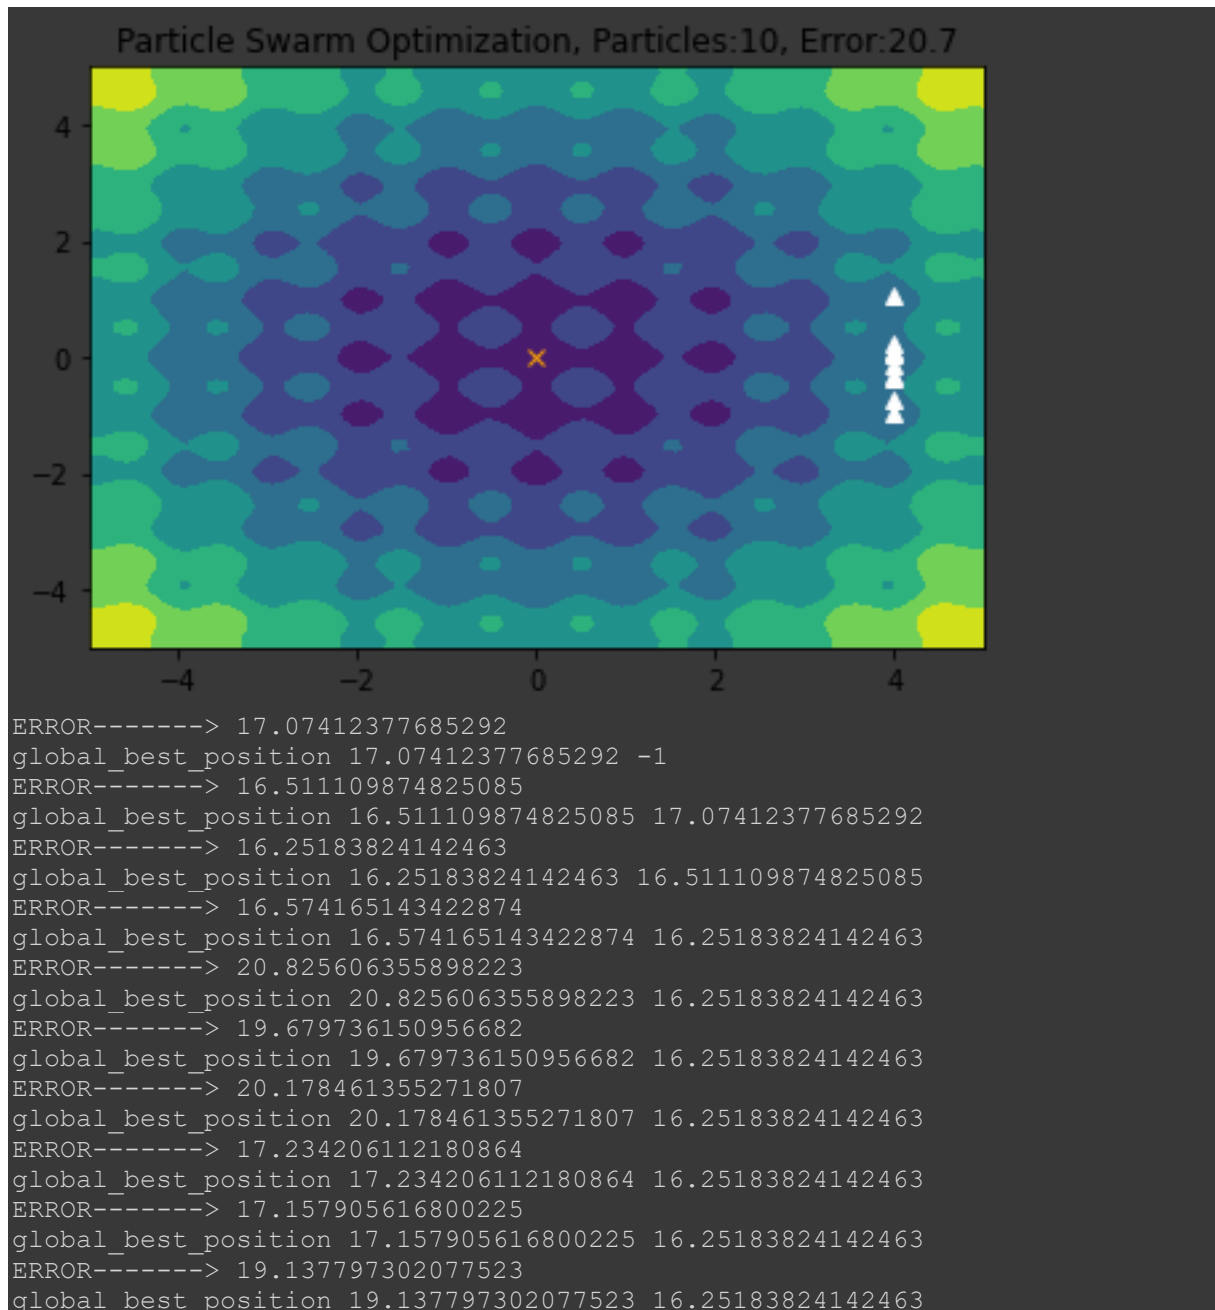 Particle Swarm Optimization, Particles:10, Error:20.7
4
2
0
−2
−4
−4 −2 0 2 4
ERROR-------> 17.07412377685292
global_best_position 17.07412377685292 -1
ERROR-------> 16.511109874825085
global_best_position 16.511109874825085 17.07412377685292
ERROR-------> 16.25183824142463
global_best_position 16.25183824142463 16.511109874825085
ERROR-------> 16.574165143422874
global_best_position 16.574165143422874 16.25183824142463
ERROR-------> 20.825606355898223
global_best_position 20.825606355898223 16.25183824142463
ERROR-------> 19.679736150956682
global_best_position 19.679736150956682 16.25183824142463
ERROR-------> 20.178461355271807
global_best_position 20.178461355271807 16.25183824142463
ERROR-------> 17.234206112180864
global_best_position 17.234206112180864 16.25183824142463
ERROR-------> 17.157905616800225
global_best_position 17.157905616800225 16.25183824142463
ERROR-------> 19.137797302077523
global_best_position 19.137797302077523 16.25183824142463